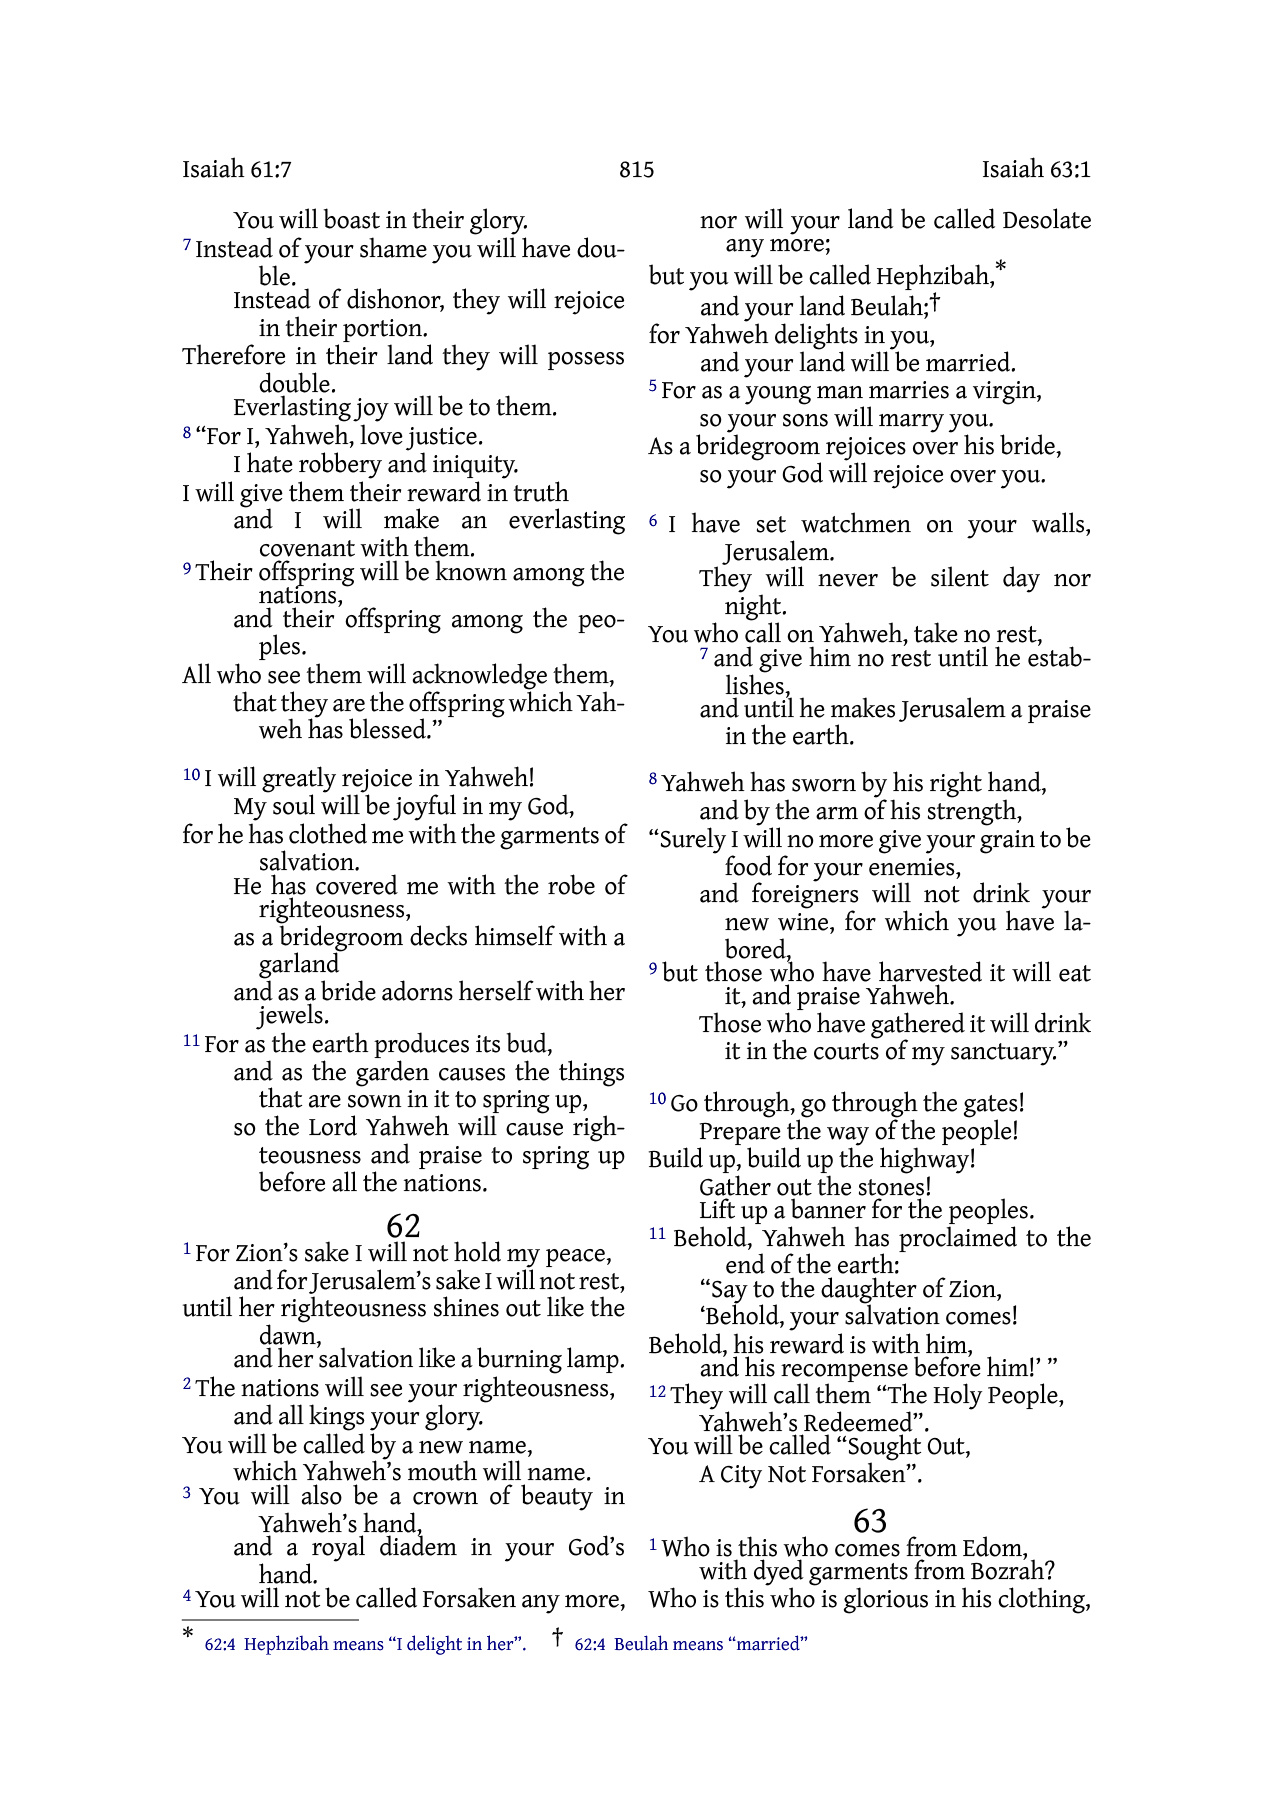 Isaiah 61:7 815 Isaiah 63:1
You will boast in their glory.
7 Instead of your shame you will have dou-
ble.
Instead of dishonor, they will rejoice
in their portion.
Therefore in their land they will possess
double.
Everlasting joy will be to them.
8 “For I, Yahweh, love justice.
I hate robbery and iniquity.
I will give them their reward in truth
and I will make an everlasting
covenant with them.
9 Their offspring will be known among the
nations,
and their offspring among the peo-
ples.
All who see them will acknowledge them,
that they are the offspring which Yah-
weh has blessed.”
10 I will greatly rejoice in Yahweh!
My soul will be joyful in my God,
for he has clothed me with the garments of
salvation.
He has covered me with the robe of
righteousness,
as a bridegroom decks himself with a
garland
and as a bride adorns herself with her
jewels.
11 For as the earth produces its bud,
and as the garden causes the things
that are sown in it to spring up,
so the Lord Yahweh will cause righ-
teousness and praise to spring up
before all the nations.
62
1 For Zion’s sake I will not hold my peace,
and for Jerusalem’s sake I will not rest,
until her righteousness shines out like the
dawn,
and her salvation like a burning lamp.
2 The nations will see your righteousness,
and all kings your glory.
You will be called by a new name,
which Yahweh’s mouth will name.
3 You will also be a crown of beauty in
Yahweh’s hand,
and a royal diadem in your God’s
hand.
4 You will not be called Forsaken any more,
nor will your land be called Desolate
any more;
but you will be called Hephzibah,*
and your land Beulah;†
for Yahweh delights in you,
and your land will be married.
5 For as a young man marries a virgin,
so your sons will marry you.
As a bridegroom rejoices over his bride,
so your God will rejoice over you.
6 I have set watchmen on your walls,
Jerusalem.
They will never be silent day nor
night.
You who call on Yahweh, take no rest,
7 and give him no rest until he estab-
lishes,
and until he makes Jerusalem a praise
in the earth.
8 Yahweh has sworn by his right hand,
and by the arm of his strength,
“Surely I will no more give your grain to be
food for your enemies,
and foreigners will not drink your
new wine, for which you have la-
bored,
9 but those who have harvested it will eat
it, and praise Yahweh.
Those who have gathered it will drink
it in the courts of my sanctuary.”
10 Go through, go through the gates!
Prepare the way of the people!
Build up, build up the highway!
Gather out the stones!
Lift up a banner for the peoples.
11 Behold, Yahweh has proclaimed to the
end of the earth:
“Say to the daughter of Zion,
‘Behold, your salvation comes!
Behold, his reward is with him,
and his recompense before him!’ ”
12 They will call them “The Holy People,
Yahweh’s Redeemed”.
You will be called “Sought Out,
A City Not Forsaken”.
63
1 Who is this who comes from Edom,
with dyed garments from Bozrah?
Who is this who is glorious in his clothing,
* 62:4 Hephzibah means “I delight in her”. † 62:4 Beulah means “married”